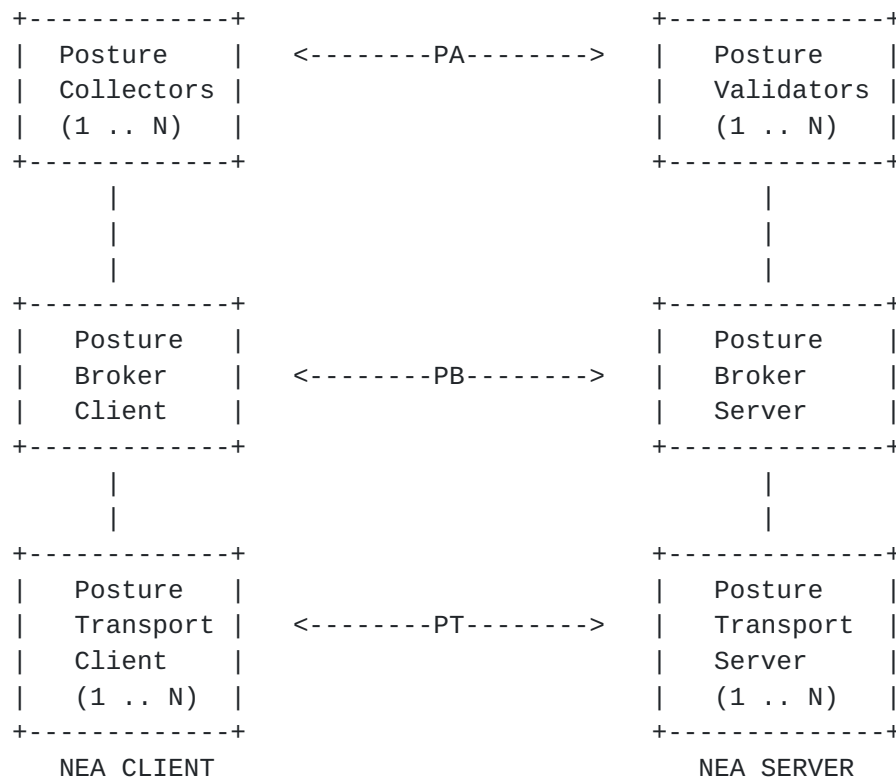 +-------------+                          +--------------+
|  Posture    |   <--------PA-------->   |   Posture    |
|  Collectors |                          |   Validators |
|  (1 .. N)   |                          |   (1 .. N)   |
+-------------+                          +--------------+
      |                                         |
      |                                         |
      |                                         |
+-------------+                          +--------------+
|   Posture   |                          |   Posture    |
|   Broker    |   <--------PB-------->   |   Broker     |
|   Client    |                          |   Server     |
+-------------+                          +--------------+
      |                                         |
      |                                         |
+-------------+                          +--------------+
|   Posture   |                          |   Posture    |
|   Transport |   <--------PT-------->   |   Transport  |
|   Client    |                          |   Server     |
|   (1 .. N)  |                          |   (1 .. N)   |
+-------------+                          +--------------+
   NEA CLIENT                               NEA SERVER